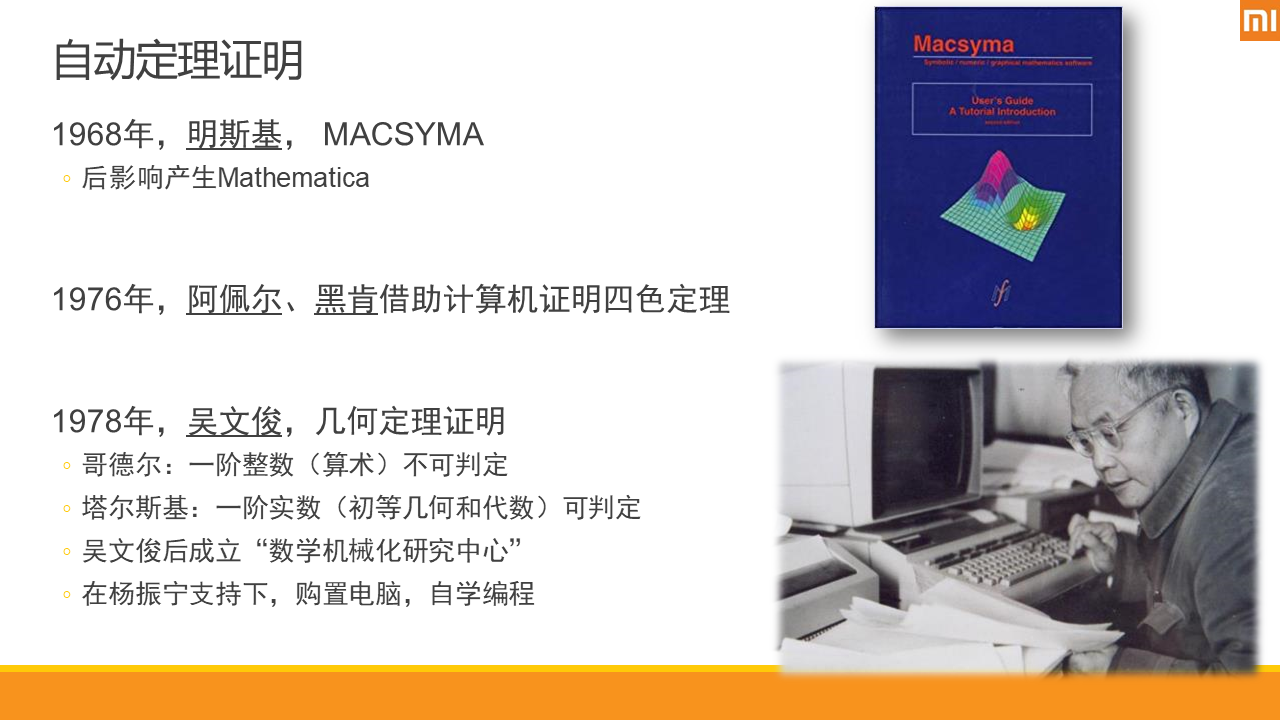 自动定理证明
1968年，明斯基， MACSYMA
后影响产生Mathematica
1976年，阿佩尔、黑肯借助计算机证明四色定理
1978年，吴文俊，几何定理证明
哥德尔：一阶整数（算术）不可判定
塔尔斯基：一阶实数（初等几何和代数）可判定
吴文俊后成立“数学机械化研究中心”
在杨振宁支持下，购置电脑，自学编程
Macsyma
Symbolic / numeric / graphical mathematics software
User's Guide
A Tutorial Introduction
second edition
mi